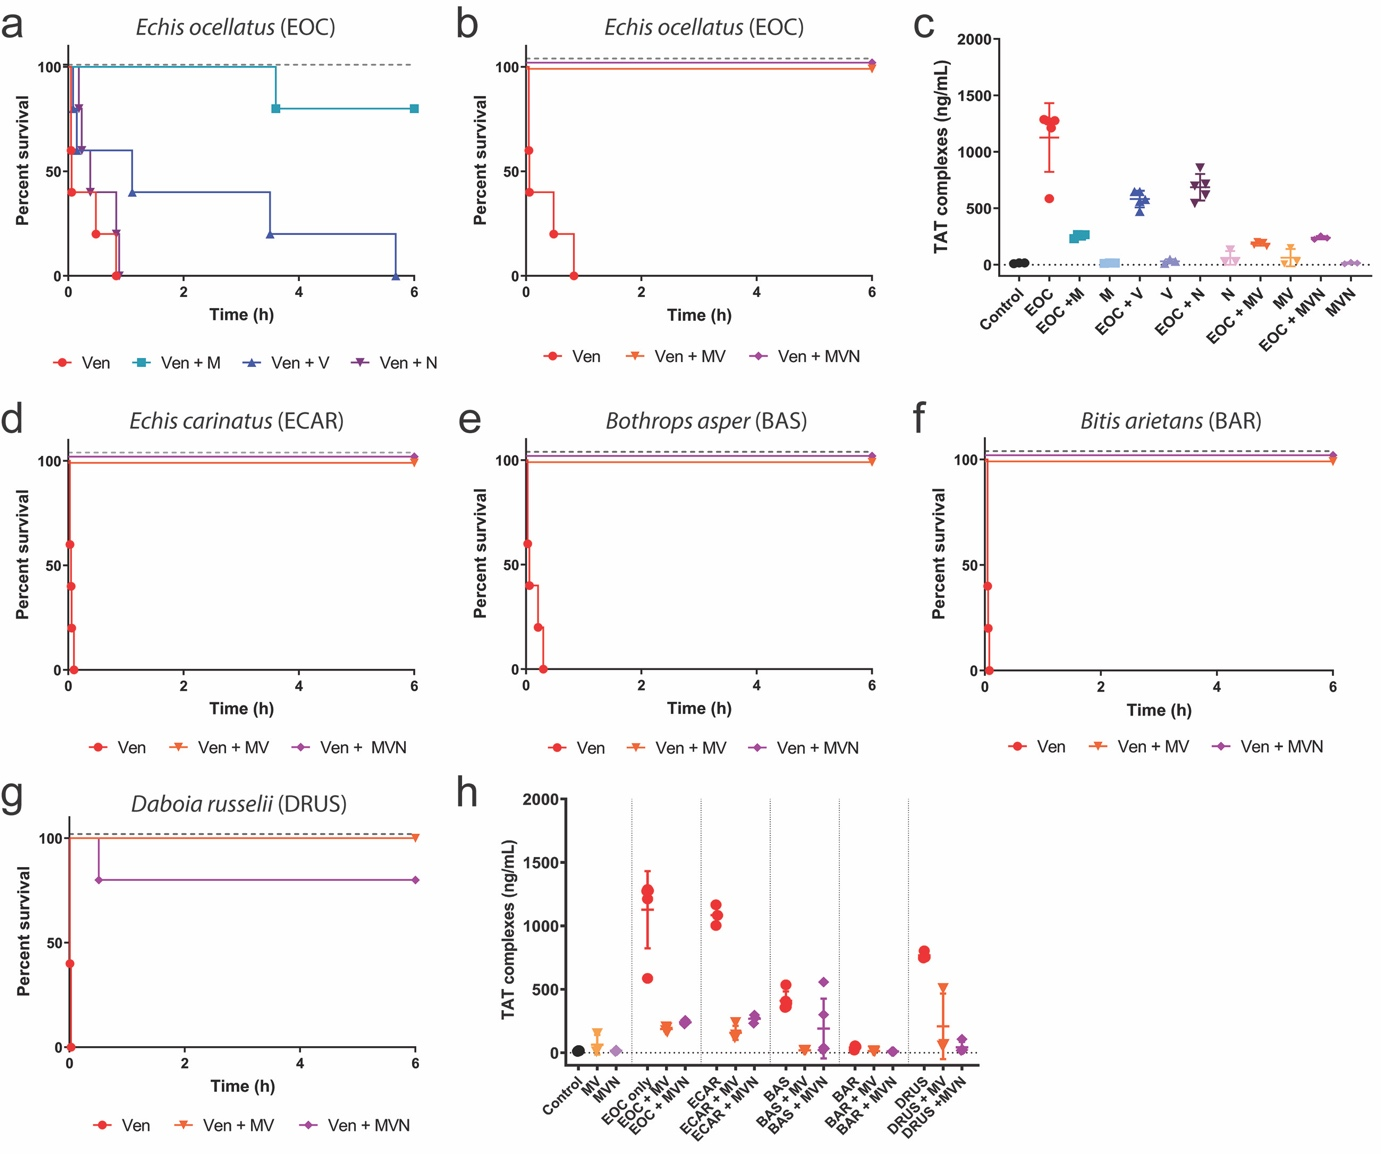 a
Echis ocellatus (EOC)
Percent survival
100
50
0
0 2 4 6
Time (h)
Ven Ven + M Ven + V Ven + N
b
Echis ocellatus (EOC)
Percent survival
100
50
0
0 2 4 6
Time (h)
Ven Ven + MV Ven + MVN
c
TAT complexes (ng/mL)
2000
1500
1000
500
0
Control
EOC
EOC +M
M
EOC + V
V
EOC + N
N
EOC + MV
MV
EOC + MVN
MVN
d
Echis carinatus (ECAR)
Percent survival
100
50
0
0 2 4 6
Time (h)
Ven Ven + MV Ven + MVN
e
Bothrops asper (BAS)
Percent survival
100
50
0
0 2 4 6
Time (h)
Ven Ven + MV Ven + MVN
f
Bitis arietans (BAR)
Percent survival
100
50
0
0 2 4 6
Time (h)
Ven Ven + MV Ven + MVN
g
Daboia russelii (DRUS)
Percent survival
100
50
0
0 2 4 6
Time (h)
Ven Ven + MV Ven + MVN
h
TAT complexes (ng/mL)
2000
1500
1000
500
0
Control
MV
MVN
EOC only
EOC + MV
EOC + MVN
ECAR
ECAR + MV
ECAR + MVN
BAS
BAS + MV
BAS + MVN
BAR
BAR + MV
BAR + MVN
DRUS
DRUS + MV
DRUS +MVN